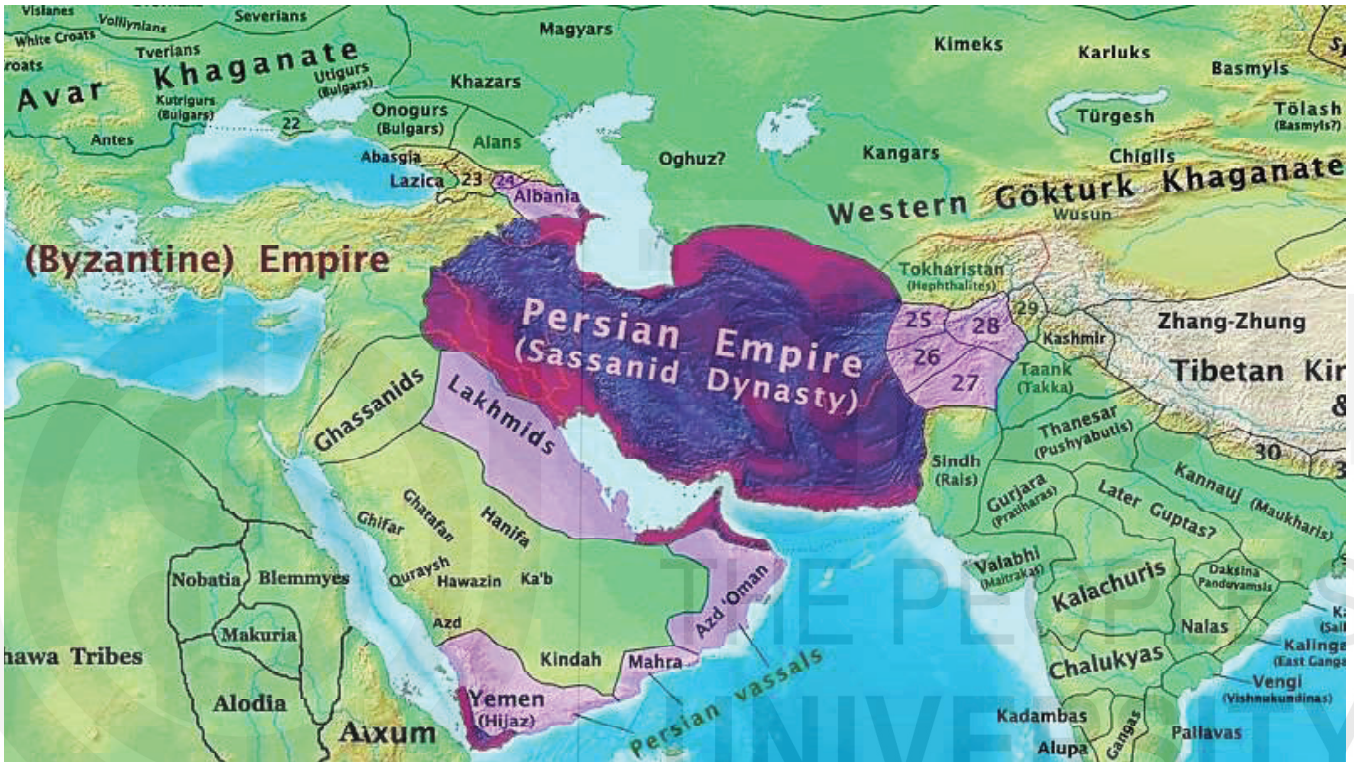 Vislanes
Volliynians
Severians
White Croats
roats
Tverians
Avar Khaganate
Kutrigurs
(Bulgars)
Utigurs
(Bulgars)
Antes
22
Onogurs
(Bulgars)
Khazars
Magyars
Alans
Abasgia
Lazica
23
24
Albania
Oghuz?
Kimeks
Karluks
Basmyls
Türgesh
Tölash
(Basmyls?)
Kangars
Chigils
Western Gökturk Khaganate
Wusun
(Byzantine) Empire
Persian Empire
(Sassanid Dynasty)
Tokharistan
(Hephthalites)
25
28
29
26
27
Kashmir
Zhang-Zhung
Tibetan Kir
&
Taank
(Takka)
Thanesar
(Pushyabutis)
30
3
Sindh
(Rais)
Gurjara
(Pratiharas)
Later Guptas?
Kannauj (Maukharis)
Valabhi
(Maitrakas)
Kalachuris
Daksina
Panduvamsis
Nalas
Kalinga
(East Ganga
Vengi
(Vishnukundinas)
Chalukyas
Kadambas
Alupa
Gangas
Pallavas
Ghassanids
Lakhmids
Ghifar
Ghatafan
Hanifa
Quraysh
Hawazin
Ka'b
Azd
Kindah
Mahra
Azd 'Oman
Yemen
(Hijaz)
Persian vassals
Nobatia
Blemmyes
Makuria
Alodia
Axum
hawa Tribes
THE PEOPLE'S
UNIVERSITY